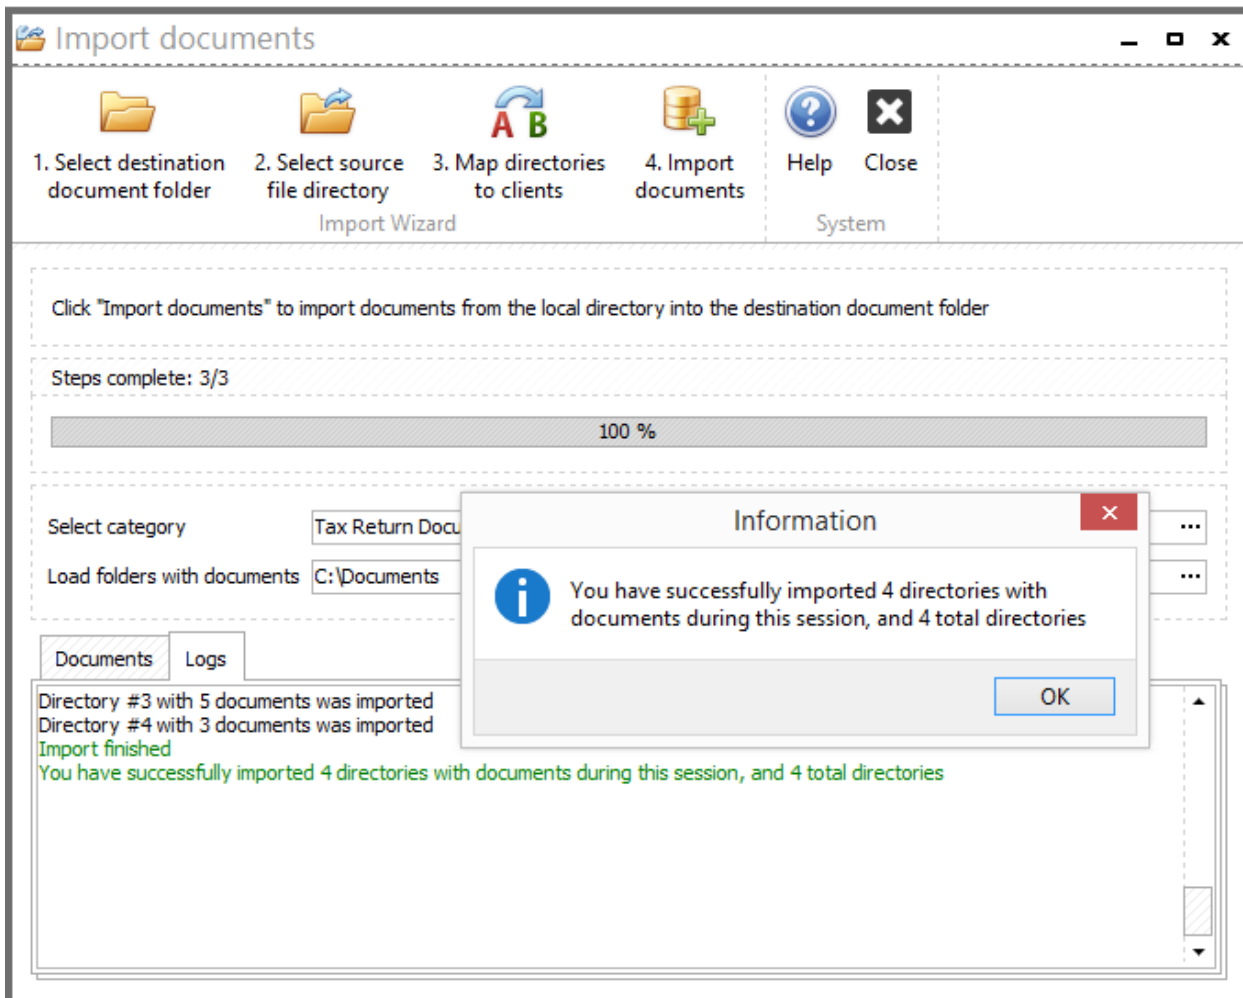 Import documents
1. Select destination
document folder
2. Select source
file directory
A B
3. Map directories
to clients
4. Import
documents
Help
Close
Import Wizard
System
Click "Import documents" to import documents from the local directory into the destination document folder
Steps complete: 3/3
100 %
Select category
Tax Return Docu
Load folders with documents
C:\Documents
Information
You have successfully imported 4 directories with
documents during this session, and 4 total directories
OK
Documents
Logs
Directory #3 with 5 documents was imported
Directory #4 with 3 documents was imported
Import finished
You have successfully imported 4 directories with documents during this session, and 4 total directories